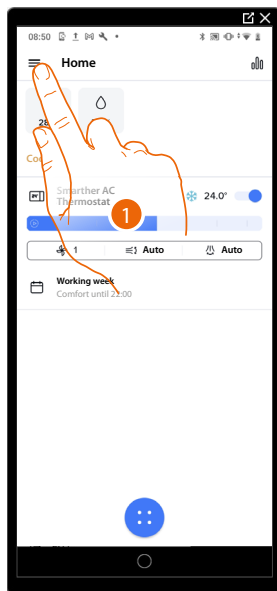 08:50
Home
28
Coo
Smarther AC
Thermostat
24.0°
1
1
Auto
Auto
Working week
Comfort until 22:00